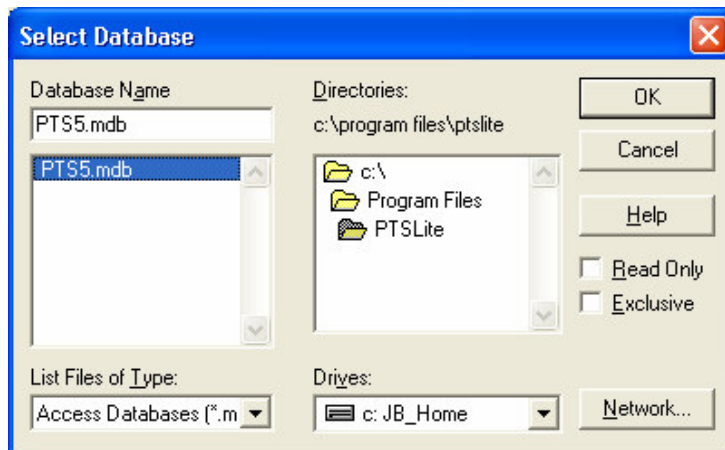 Select Database
Database Name
PTS5.mdb
PTS5.mdb
List Files of Type:
Access Databases (*.m
Directories:
c:\program files\ptslite
c:\
Program Files
PTSLite
Drives:
c: JB_Home
OK
Cancel
Help
Read Only
Exclusive
Network...